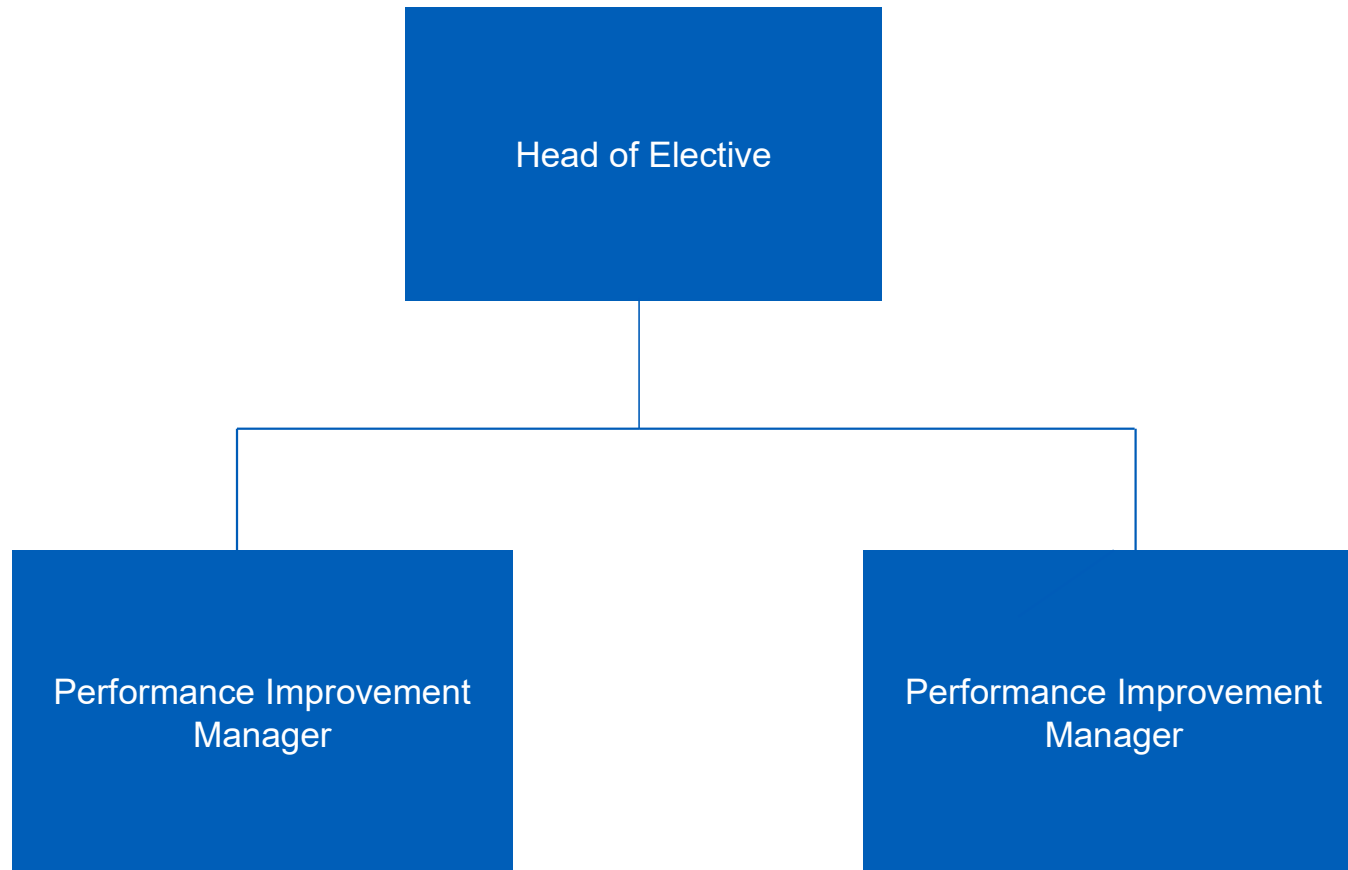 Head of Elective
Performance Improvement
Manager
Performance Improvement
Manager